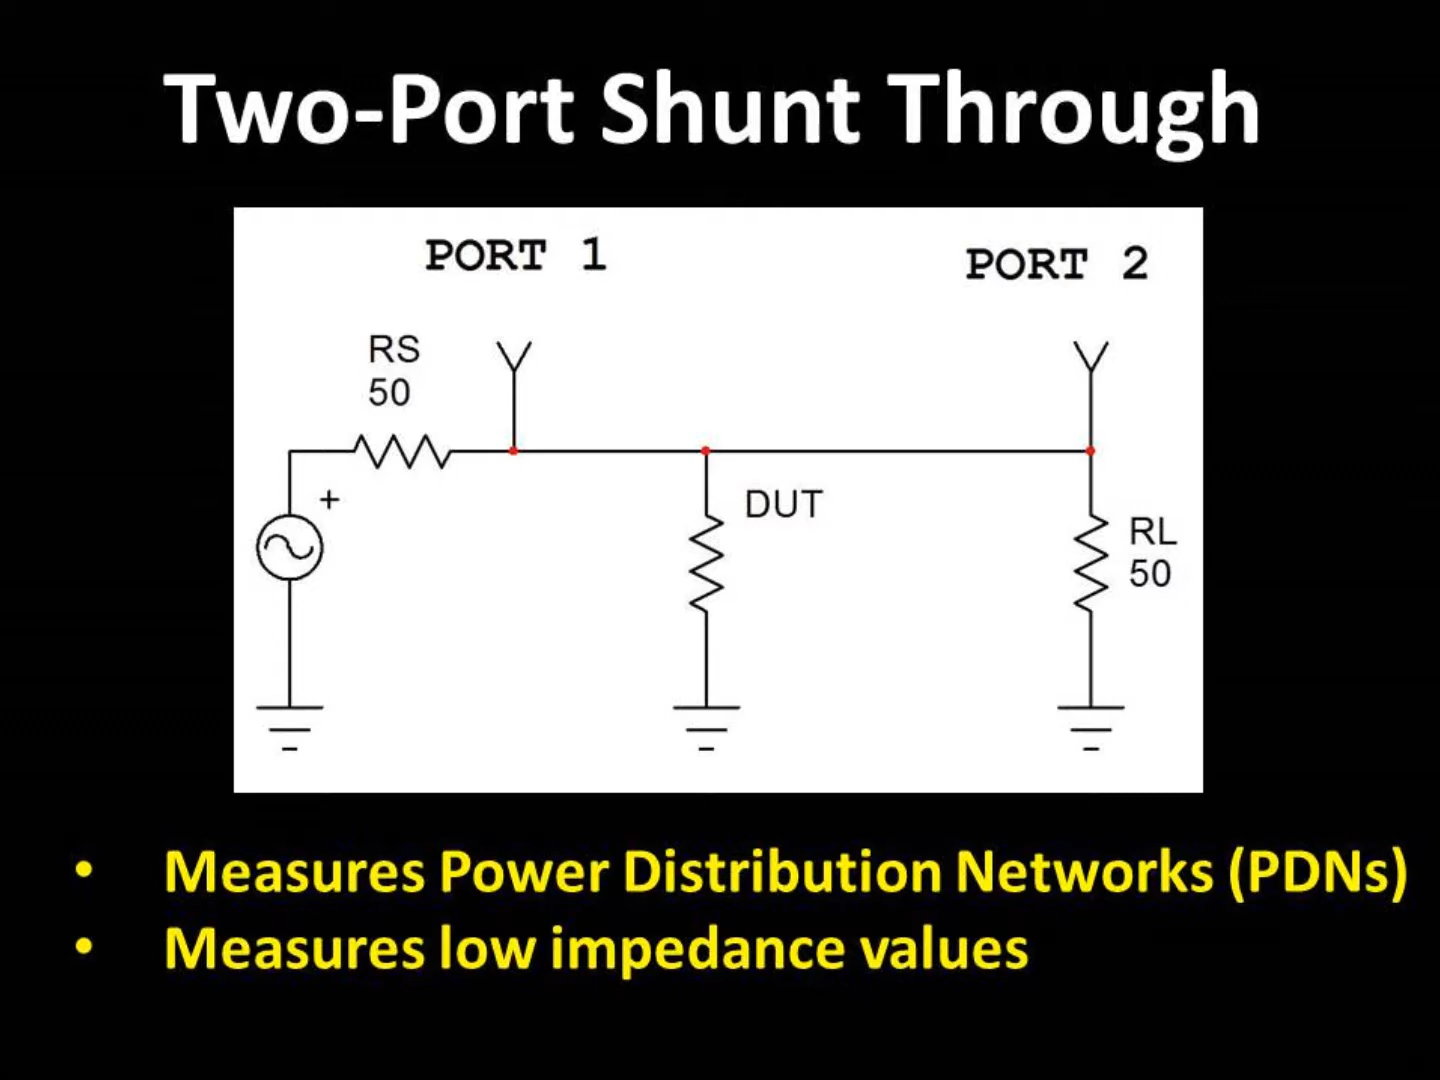 Two-Port Shunt Through
PORT 1
PORT 2
RS
50
+
DUT
RL
50
• Measures Power Distribution Networks (PDNs)
• Measures low impedance values